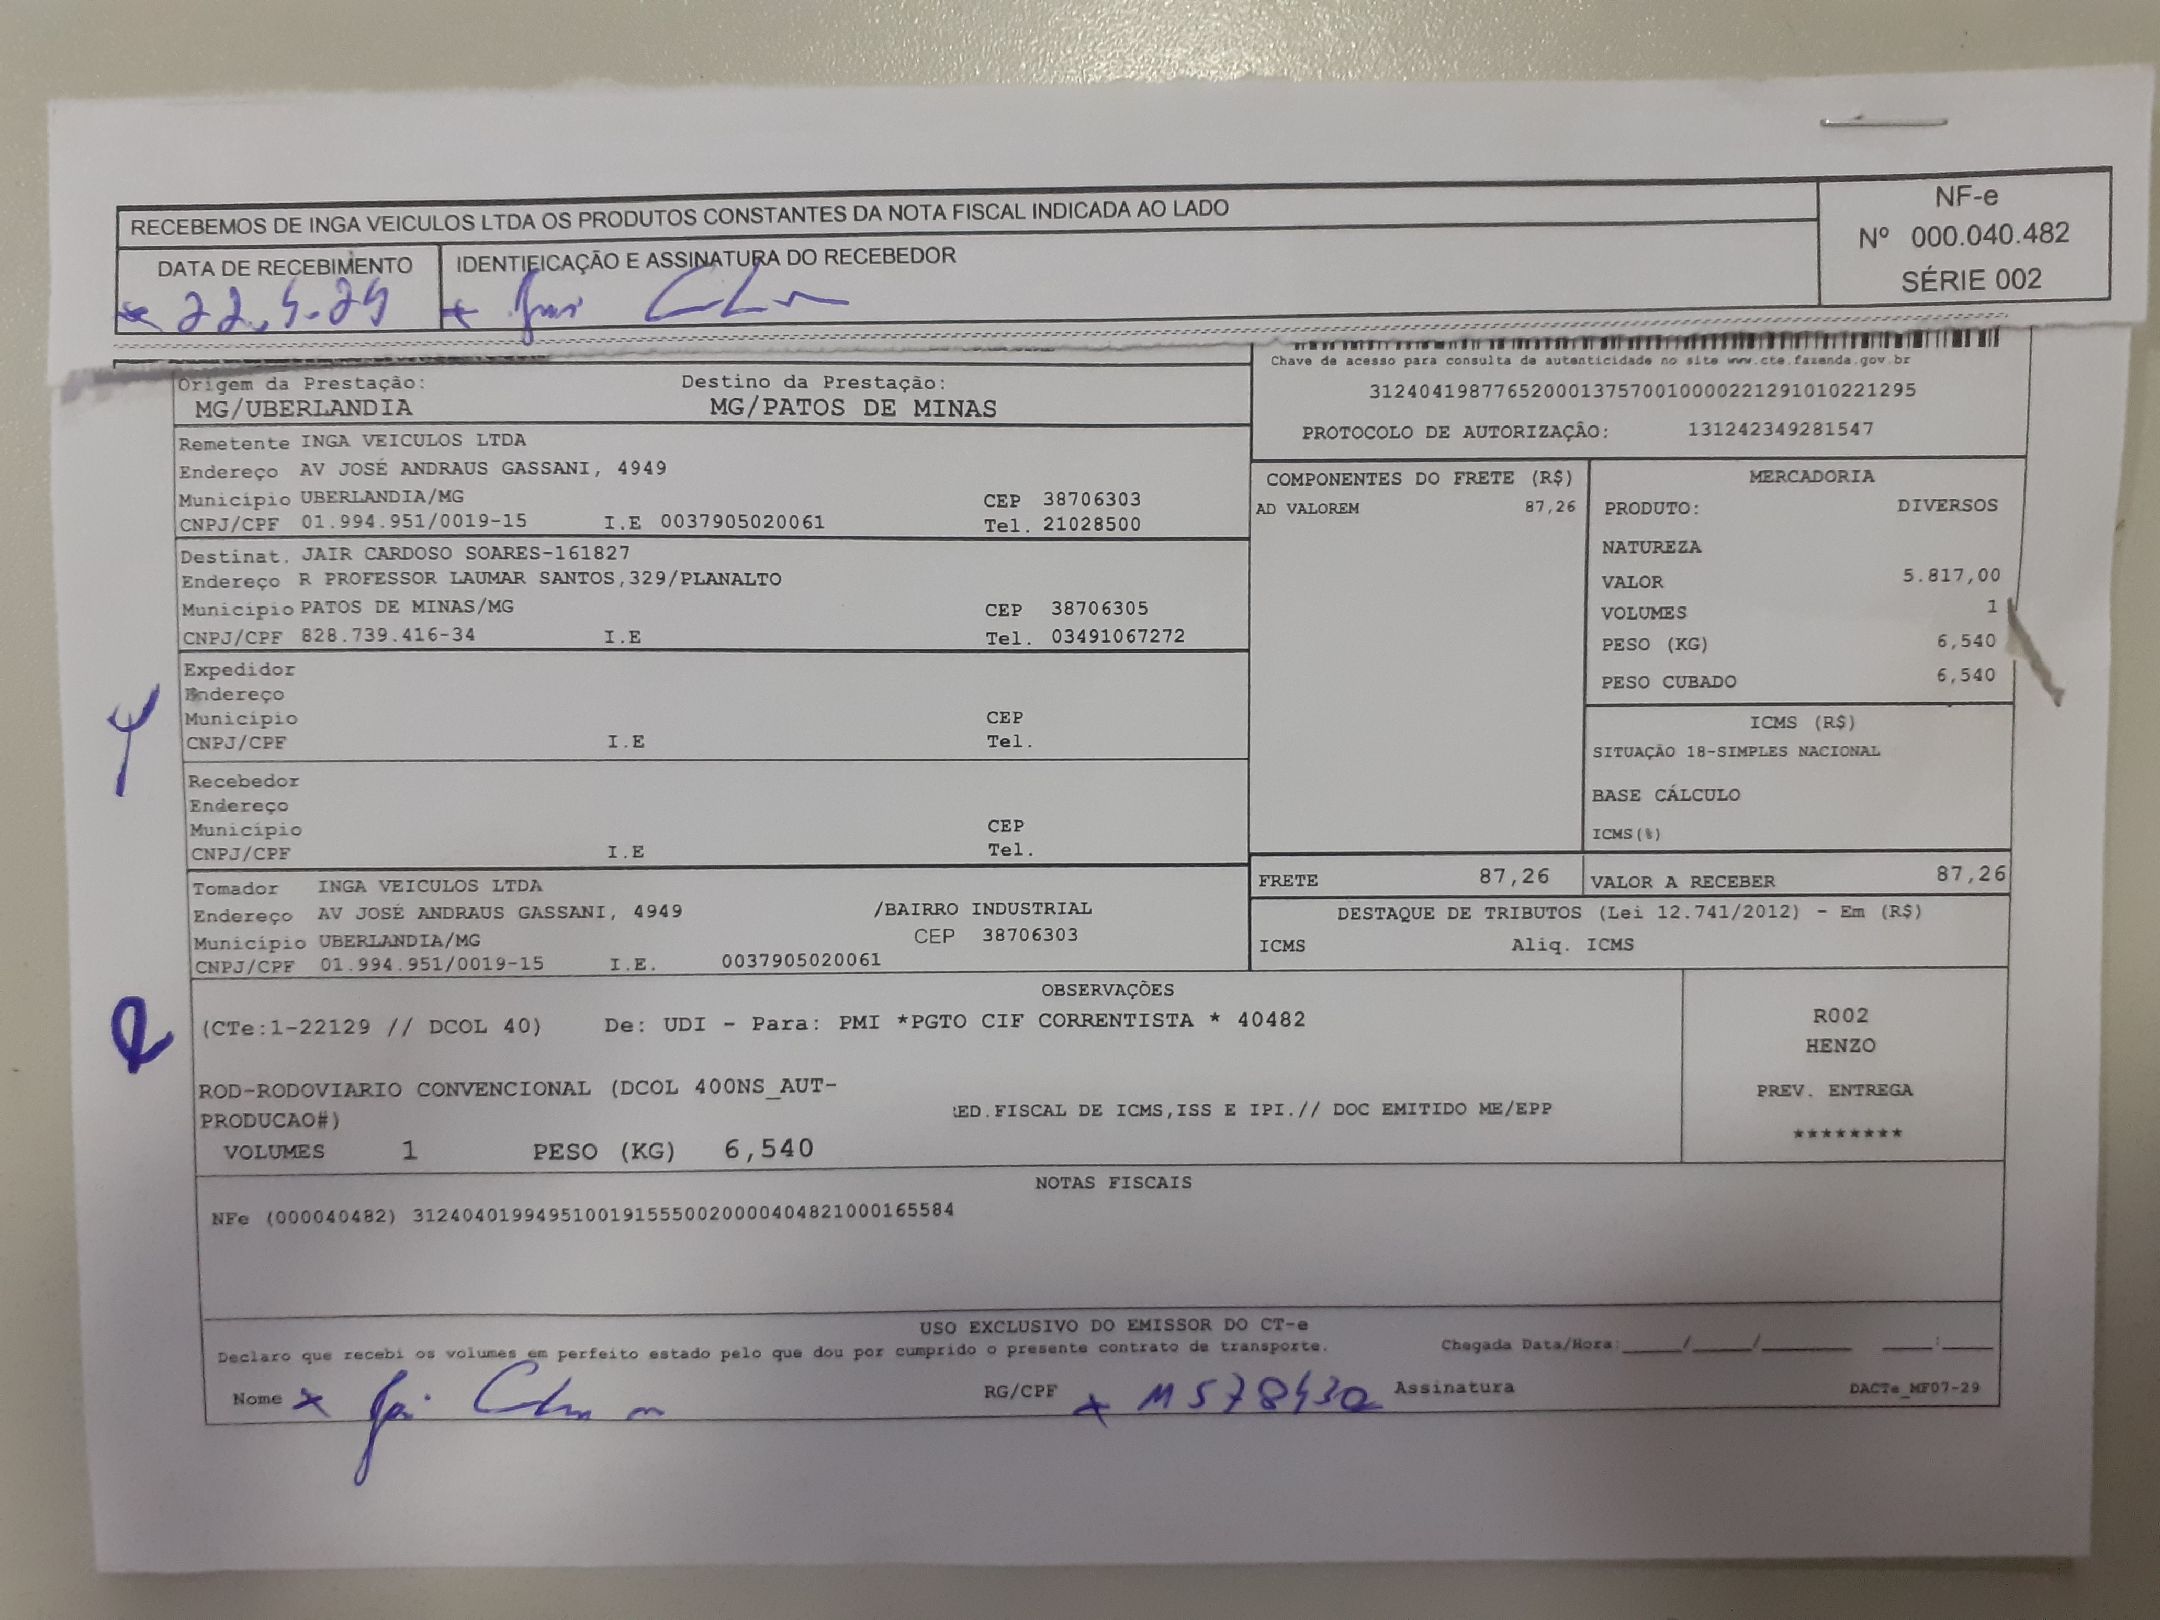 RECEBEMOS DE INGA VEICULOS LTDA OS PRODUTOS CONSTANTES DA NOTA FISCAL INDICADA AO LADO
NF-e
Nº 000.040.482
SÉRIE 002
DATA DE RECEBIMENTO
IDENTIFICAÇÃO E ASSINATURA DO RECEBEDOR
Chave de acesso para consulta de autenticidade no site www.cte.fazenda.gov.br
31240419877652000137570010000221291010221295
PROTOCOLO DE AUTORIZAÇÃO: 131242349281547
Origem da Prestação: Destino da Prestação:
MG/UBERLANDIA MG/PATOS DE MINAS
Remetente INGA VEICULOS LTDA
Endereço AV JOSÉ ANDRAUS GASSANI, 4949
Município UBERLANDIA/MG CEP 38706303
CNPJ/CPF 01.994.951/0019-15 I.E 0037905020061 Tel. 21028500
Destinat. JAIR CARDOSO SOARES-161827
Endereço R PROFESSOR LAUMAR SANTOS,329/PLANALTO
Município PATOS DE MINAS/MG CEP 38706305
CNPJ/CPF 828.739.416-34 I.E Tel. 03491067272
Expedidor
Endereço
Município CEP
CNPJ/CPF I.E Tel.
Recebedor
Endereço
Município CEP
CNPJ/CPF I.E Tel.
Tomador INGA VEICULOS LTDA
Endereço AV JOSÉ ANDRAUS GASSANI, 4949 /BAIRRO INDUSTRIAL
Município UBERLANDIA/MG CEP 38706303
CNPJ/CPF 01.994.951/0019-15 I.E. 0037905020061
COMPONENTES DO FRETE (R$)
AD VALOREM 87,26
MERCADORIA
PRODUTO: DIVERSOS
NATUREZA
VALOR 5.817,00
VOLUMES 1
PESO (KG) 6,540
PESO CUBADO 6,540
ICMS (R$)
SITUAÇÃO 18-SIMPLES NACIONAL
BASE CÁLCULO
ICMS(%)
FRETE 87,26 VALOR A RECEBER 87,26
DESTAQUE DE TRIBUTOS (Lei 12.741/2012) - Em (R$)
ICMS Aliq. ICMS
OBSERVAÇÕES
(CTe:1-22129 // DCOL 40) De: UDI - Para: PMI *PGTO CIF CORRENTISTA * 40482
ROD-RODOVIARIO CONVENCIONAL (DCOL 400NS_AUT-
PRODUCAO#) ED.FISCAL DE ICMS,ISS E IPI.// DOC EMITIDO ME/EPP
VOLUMES 1 PESO (KG) 6,540
R002
HENZO
PREV. ENTREGA
********
NOTAS FISCAIS
NFe (000040482) 31240401994951001915550020000404821000165584
USO EXCLUSIVO DO EMISSOR DO CT-e
Declaro que recebi os volumes em perfeito estado pelo que dou por cumprido o presente contrato de transporte. Chegada Data/Hora:_____/_____/________ ____:____
Nome RG/CPF Assinatura DACTe_MF07-29